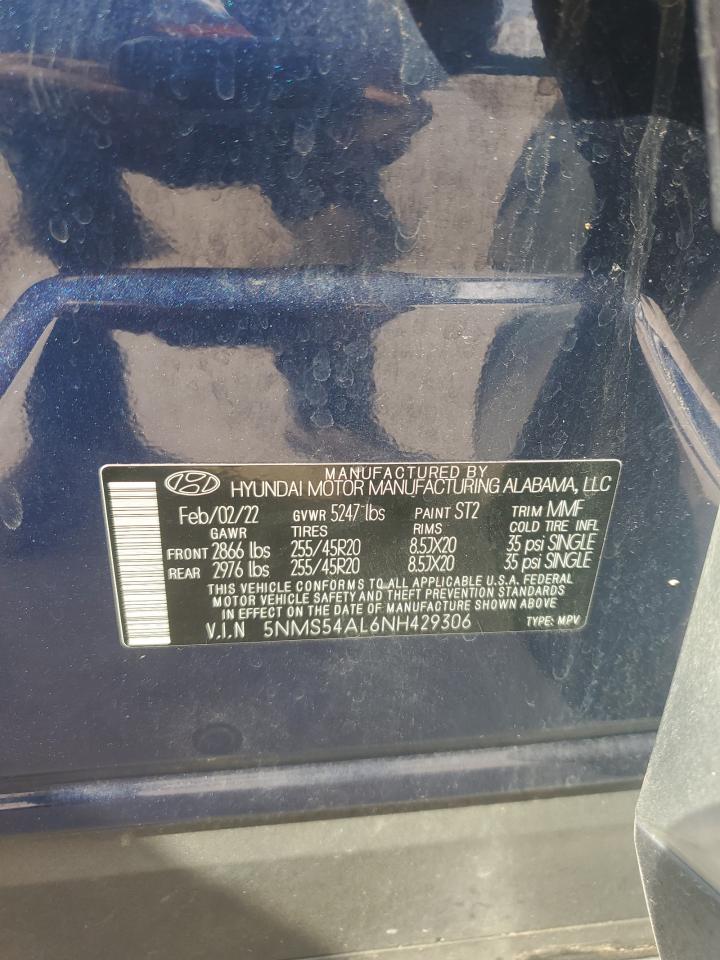 MANUFACTURED BY
HYUNDAI MOTOR MANUFACTURING ALABAMA, LLC
Feb/02/22 GVWR 5247 lbs PAINT ST2 TRIM MMF
GAWR TIRES RIMS COLD TIRE INFL
FRONT 2866 lbs 255/45R20 8.5JX20 35 psi SINGLE
REAR 2976 lbs 255/45R20 8.5JX20 35 psi SINGLE
THIS VEHICLE CONFORMS TO ALL APPLICABLE U.S.A. FEDERAL
MOTOR VEHICLE SAFETY AND THEFT PREVENTION STANDARDS
IN EFFECT ON THE DATE OF MANUFACTURE SHOWN ABOVE
V.I.N 5NMS54AL6NH429306 TYPE: MPV